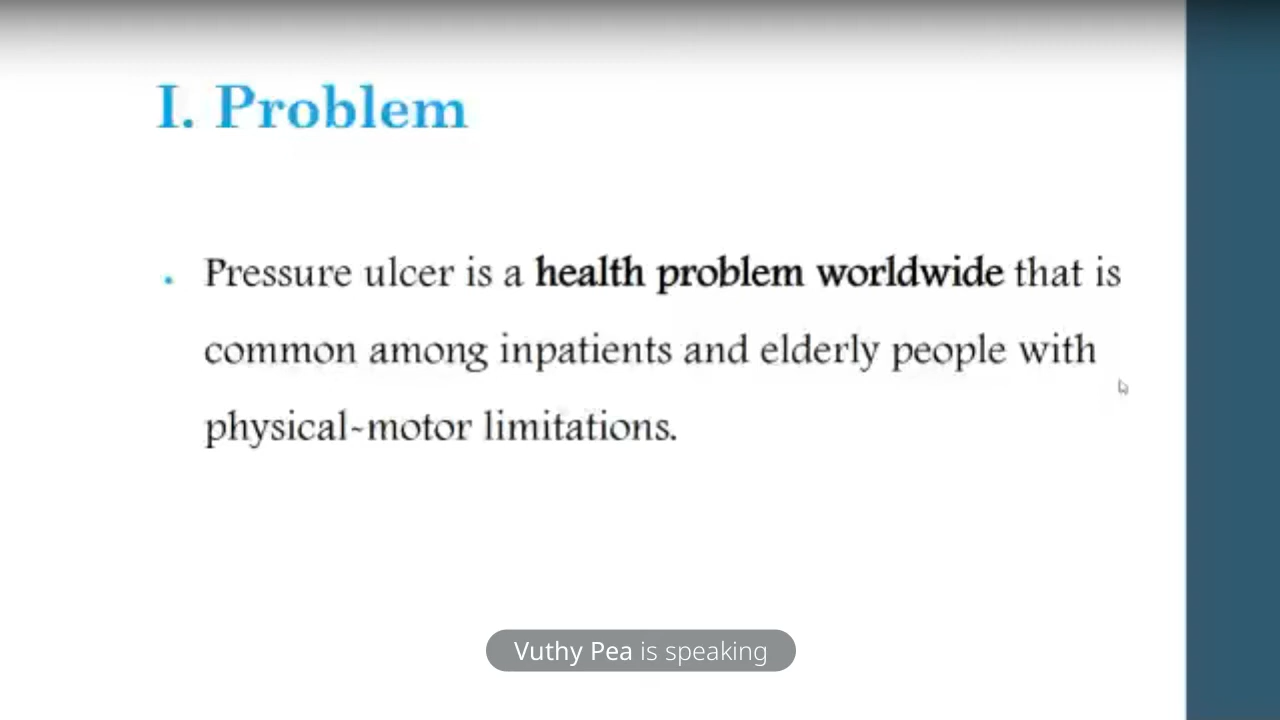 I. Problem
. Pressure ulcer is a health problem worldwide that is
common among inpatients and elderly people with
physical-motor limitations.
Vuthy Pea is speaking